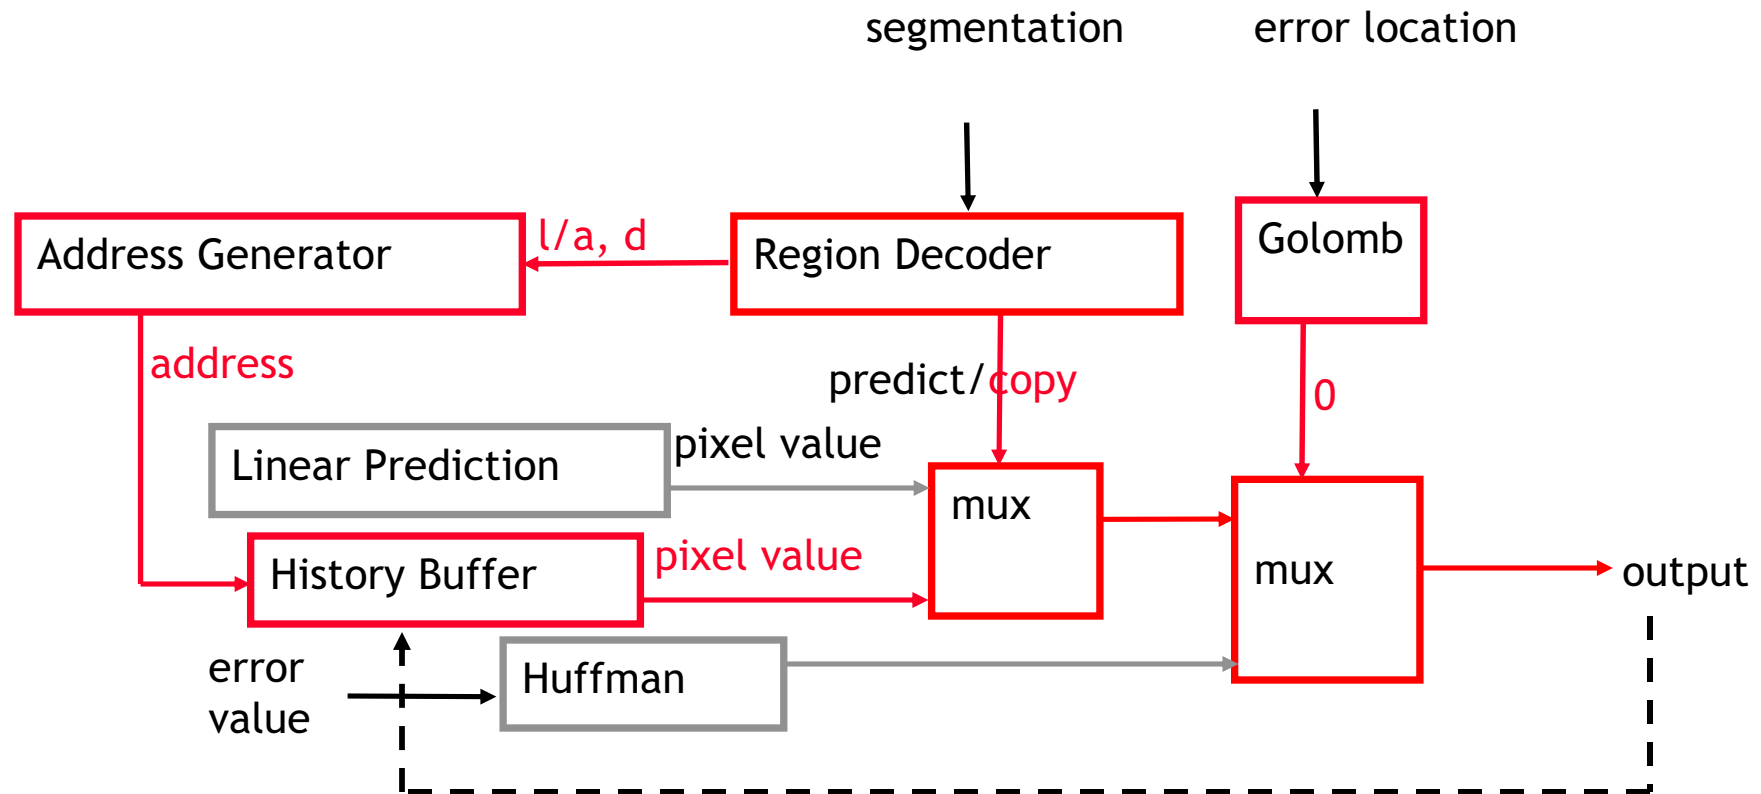 segmentation
error location
Address Generator
l/a, d
Region Decoder
Golomb
address
predict/copy
0
Linear Prediction
pixel value
mux
History Buffer
pixel value
mux
output
error
value
Huffman